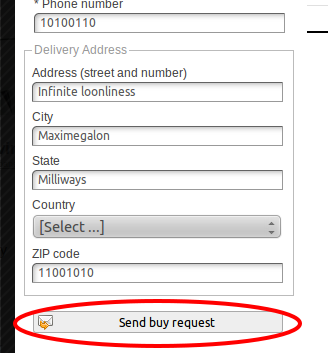 * Phone number
10100110
Delivery Address
Address (street and number)
Infinite loonliness
City
Maximegalon
State
Milliways
Country
[Select ...]
ZIP code
11001010
Send buy request